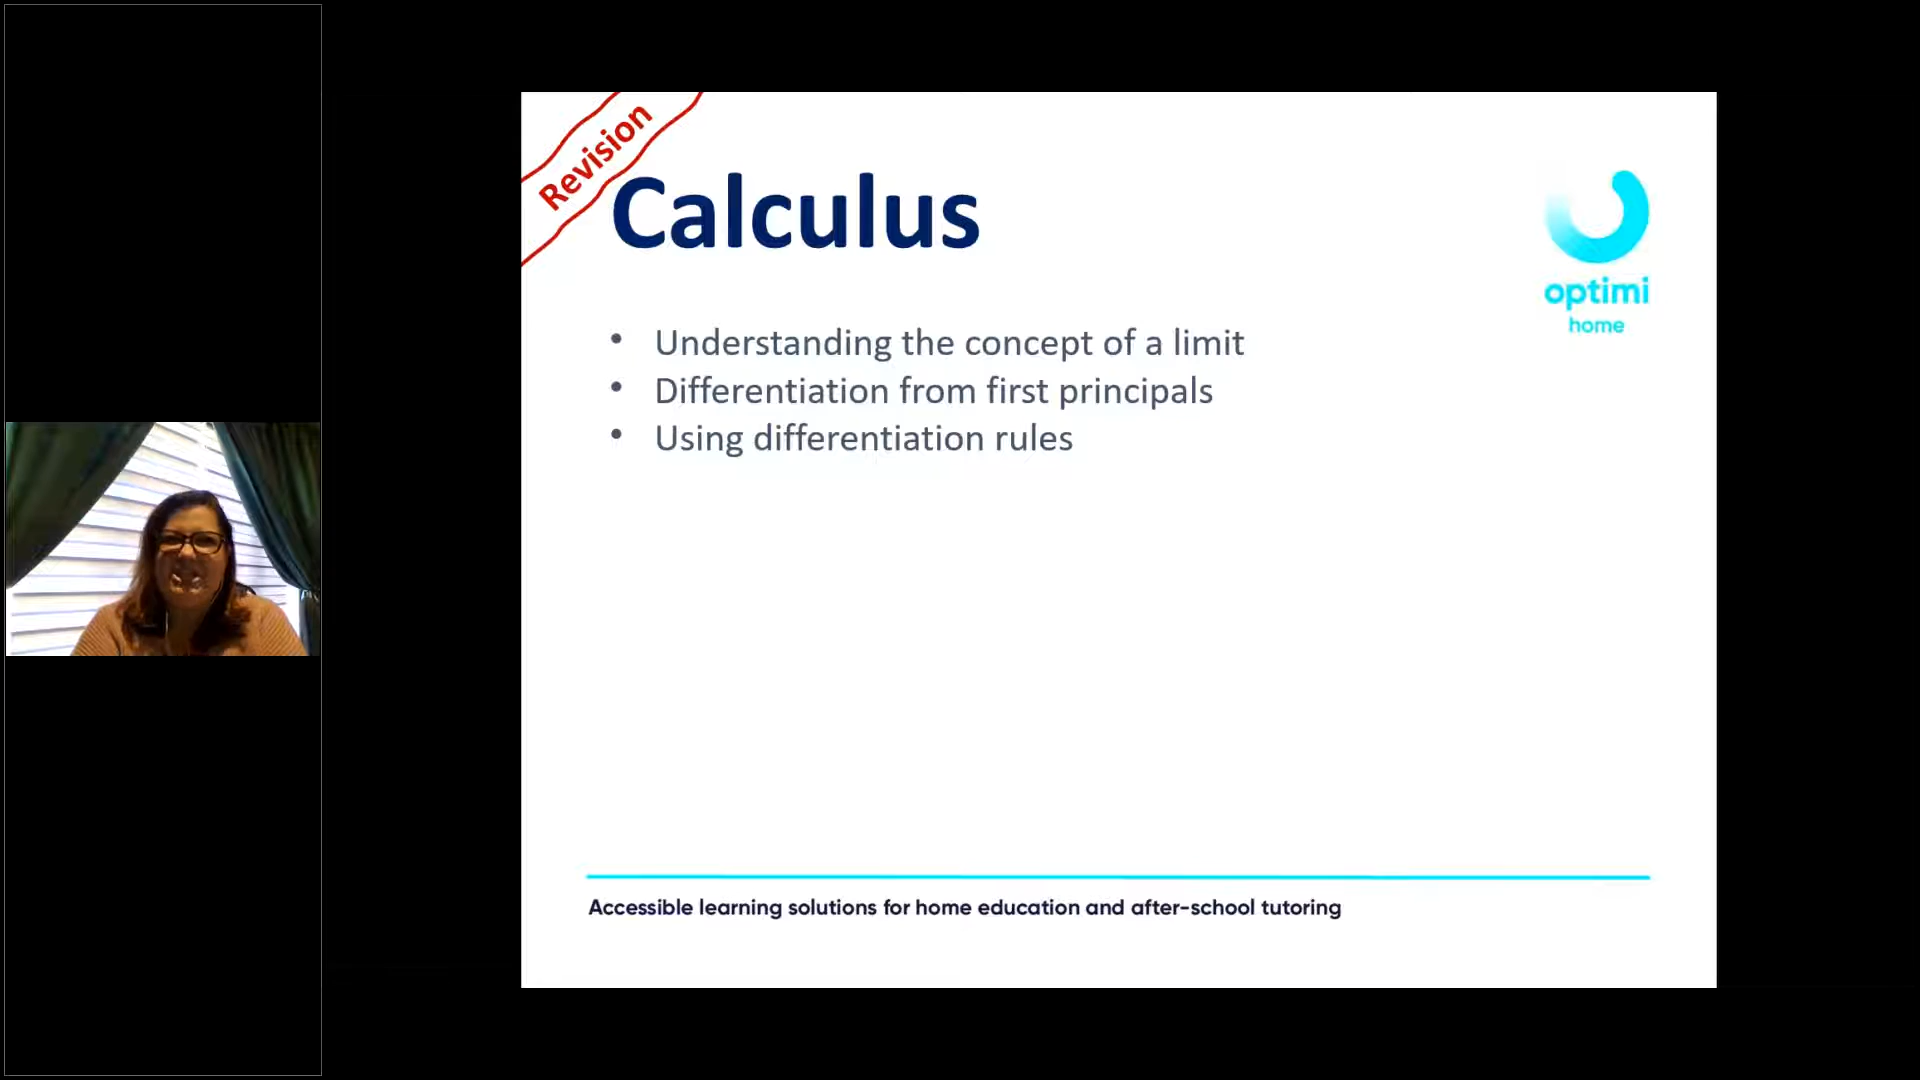 Revision
Calculus
optimi
home
• Understanding the concept of a limit
• Differentiation from first principals
• Using differentiation rules
Accessible learning solutions for home education and after-school tutoring